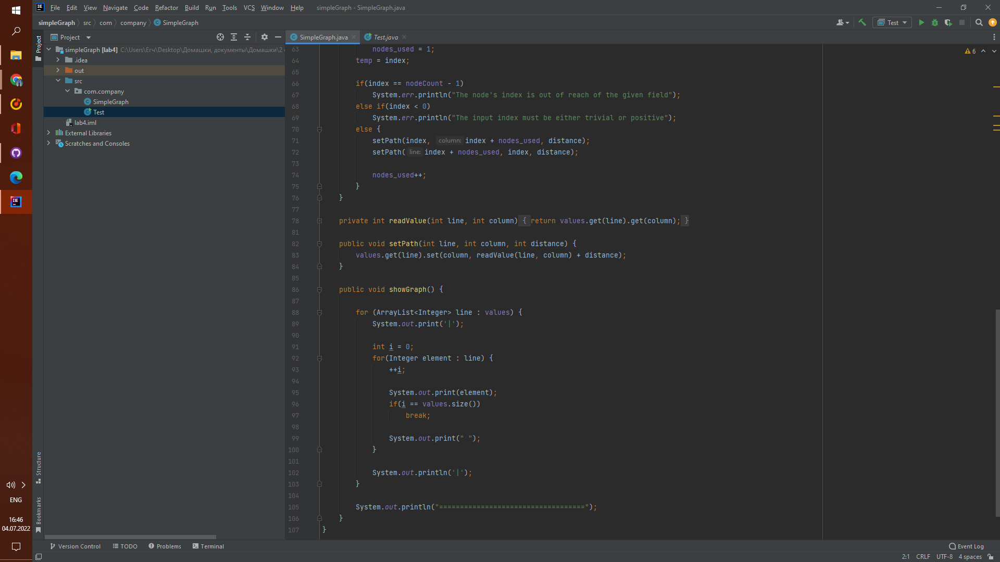 File Edit View Navigate Code Refactor Build Run Tools VCS Window Help simpleGraph - SimpleGraph.java
simpleGraph src com company SimpleGraph
Test
Project
SimpleGraph.java
Test.java
Project
simpleGraph [lab4] C:\Users\Егч\Desktop\Домашки, документы\Домашки\2
.idea
out
src
com.company
SimpleGraph
Test
lab4.iml
External Libraries
Scratches and Consoles
6
63 nodes_used = 1;
64 temp = index;
65
66 if(index == nodeCount - 1)
67 System.err.println("The node's index is out of reach of the given field");
68 else if(index < 0)
69 System.err.println("The input index must be either trivial or positive");
70 else {
71 setPath(index, column: index + nodes_used, distance);
72 setPath( line: index + nodes_used, index, distance);
73
74 nodes_used++;
75 }
76 }
77
78 private int readValue(int line, int column) { return values.get(line).get(column); }
81
82 public void setPath(int line, int column, int distance) {
83 values.get(line).set(column, readValue(line, column) + distance);
84 }
85
86 public void showGraph() {
87
88 for (ArrayList<Integer> line : values) {
89 System.out.print('|');
90
91 int i = 0;
92 for(Integer element : line) {
93 ++i;
94
95 System.out.print(element);
96 if(i == values.size())
97 break;
98
99 System.out.print(" ");
100 }
101
102 System.out.println('|');
103 }
104
105 System.out.println("===================================");
106 }
107 }
Structure
Bookmarks
ENG
16:46
04.07.2022
Version Control TODO Problems Terminal
Event Log
2:1 CRLF UTF-8 4 spaces